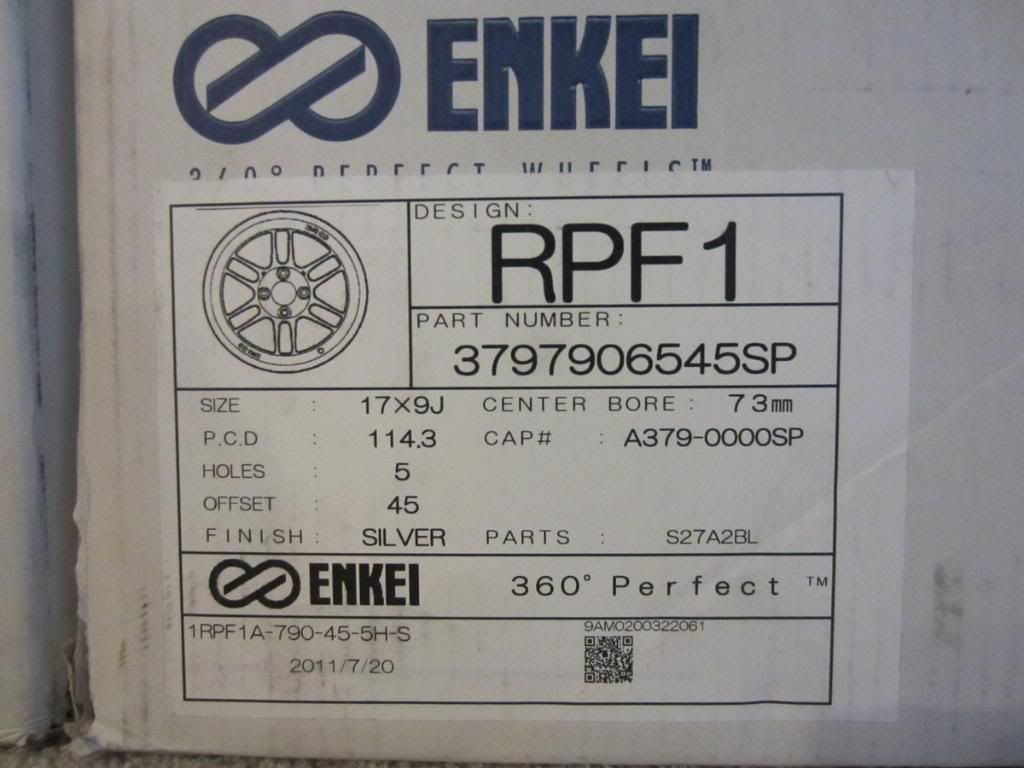 ENKEI
360° PERFECT WHEELS™
DESIGN:
RPF1
PART NUMBER:
3797906545SP
SIZE : 17×9J CENTER BORE: 73㎜
P.C.D : 114.3 CAP# : A379-0000SP
HOLES : 5
OFFSET : 45
FINISH: SILVER PARTS : S27A2BL
ENKEI 360° Perfect ™
1RPF1A-790-45-5H-S 9AM0200322061
2011/7/20